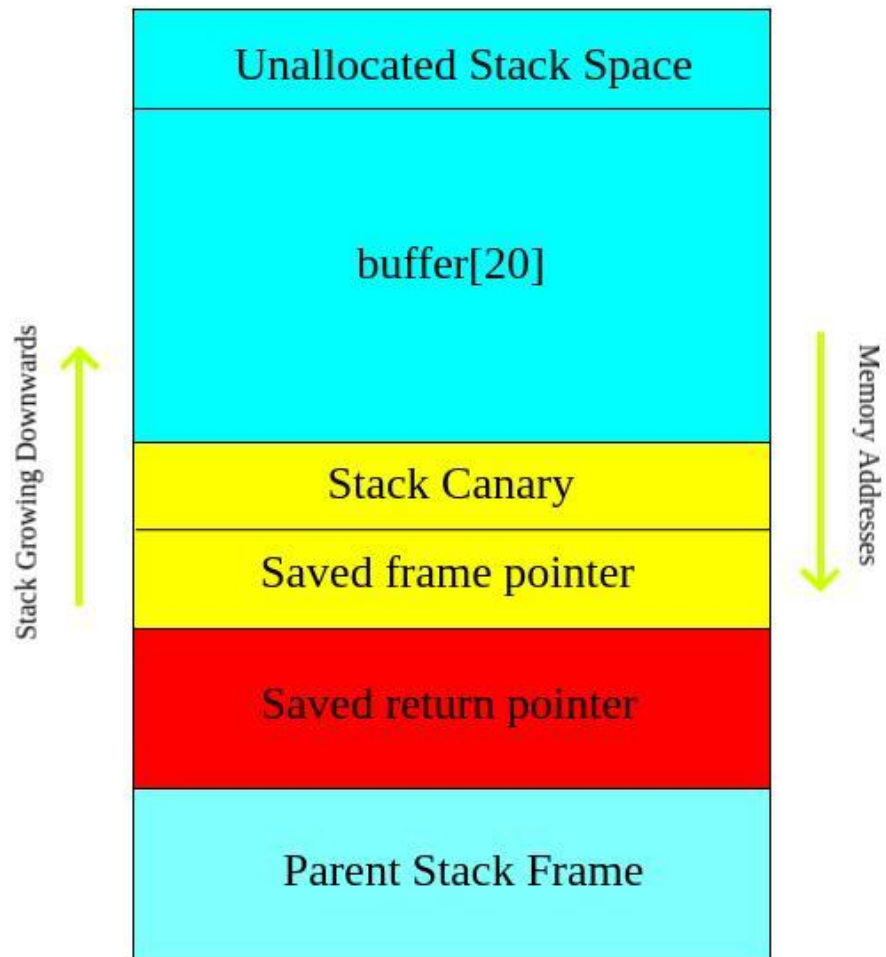 Unallocated Stack Space
buffer[20]
Stack Growing Downwards
Memory Addresses
Stack Canary
Saved frame pointer
Saved return pointer
Parent Stack Frame